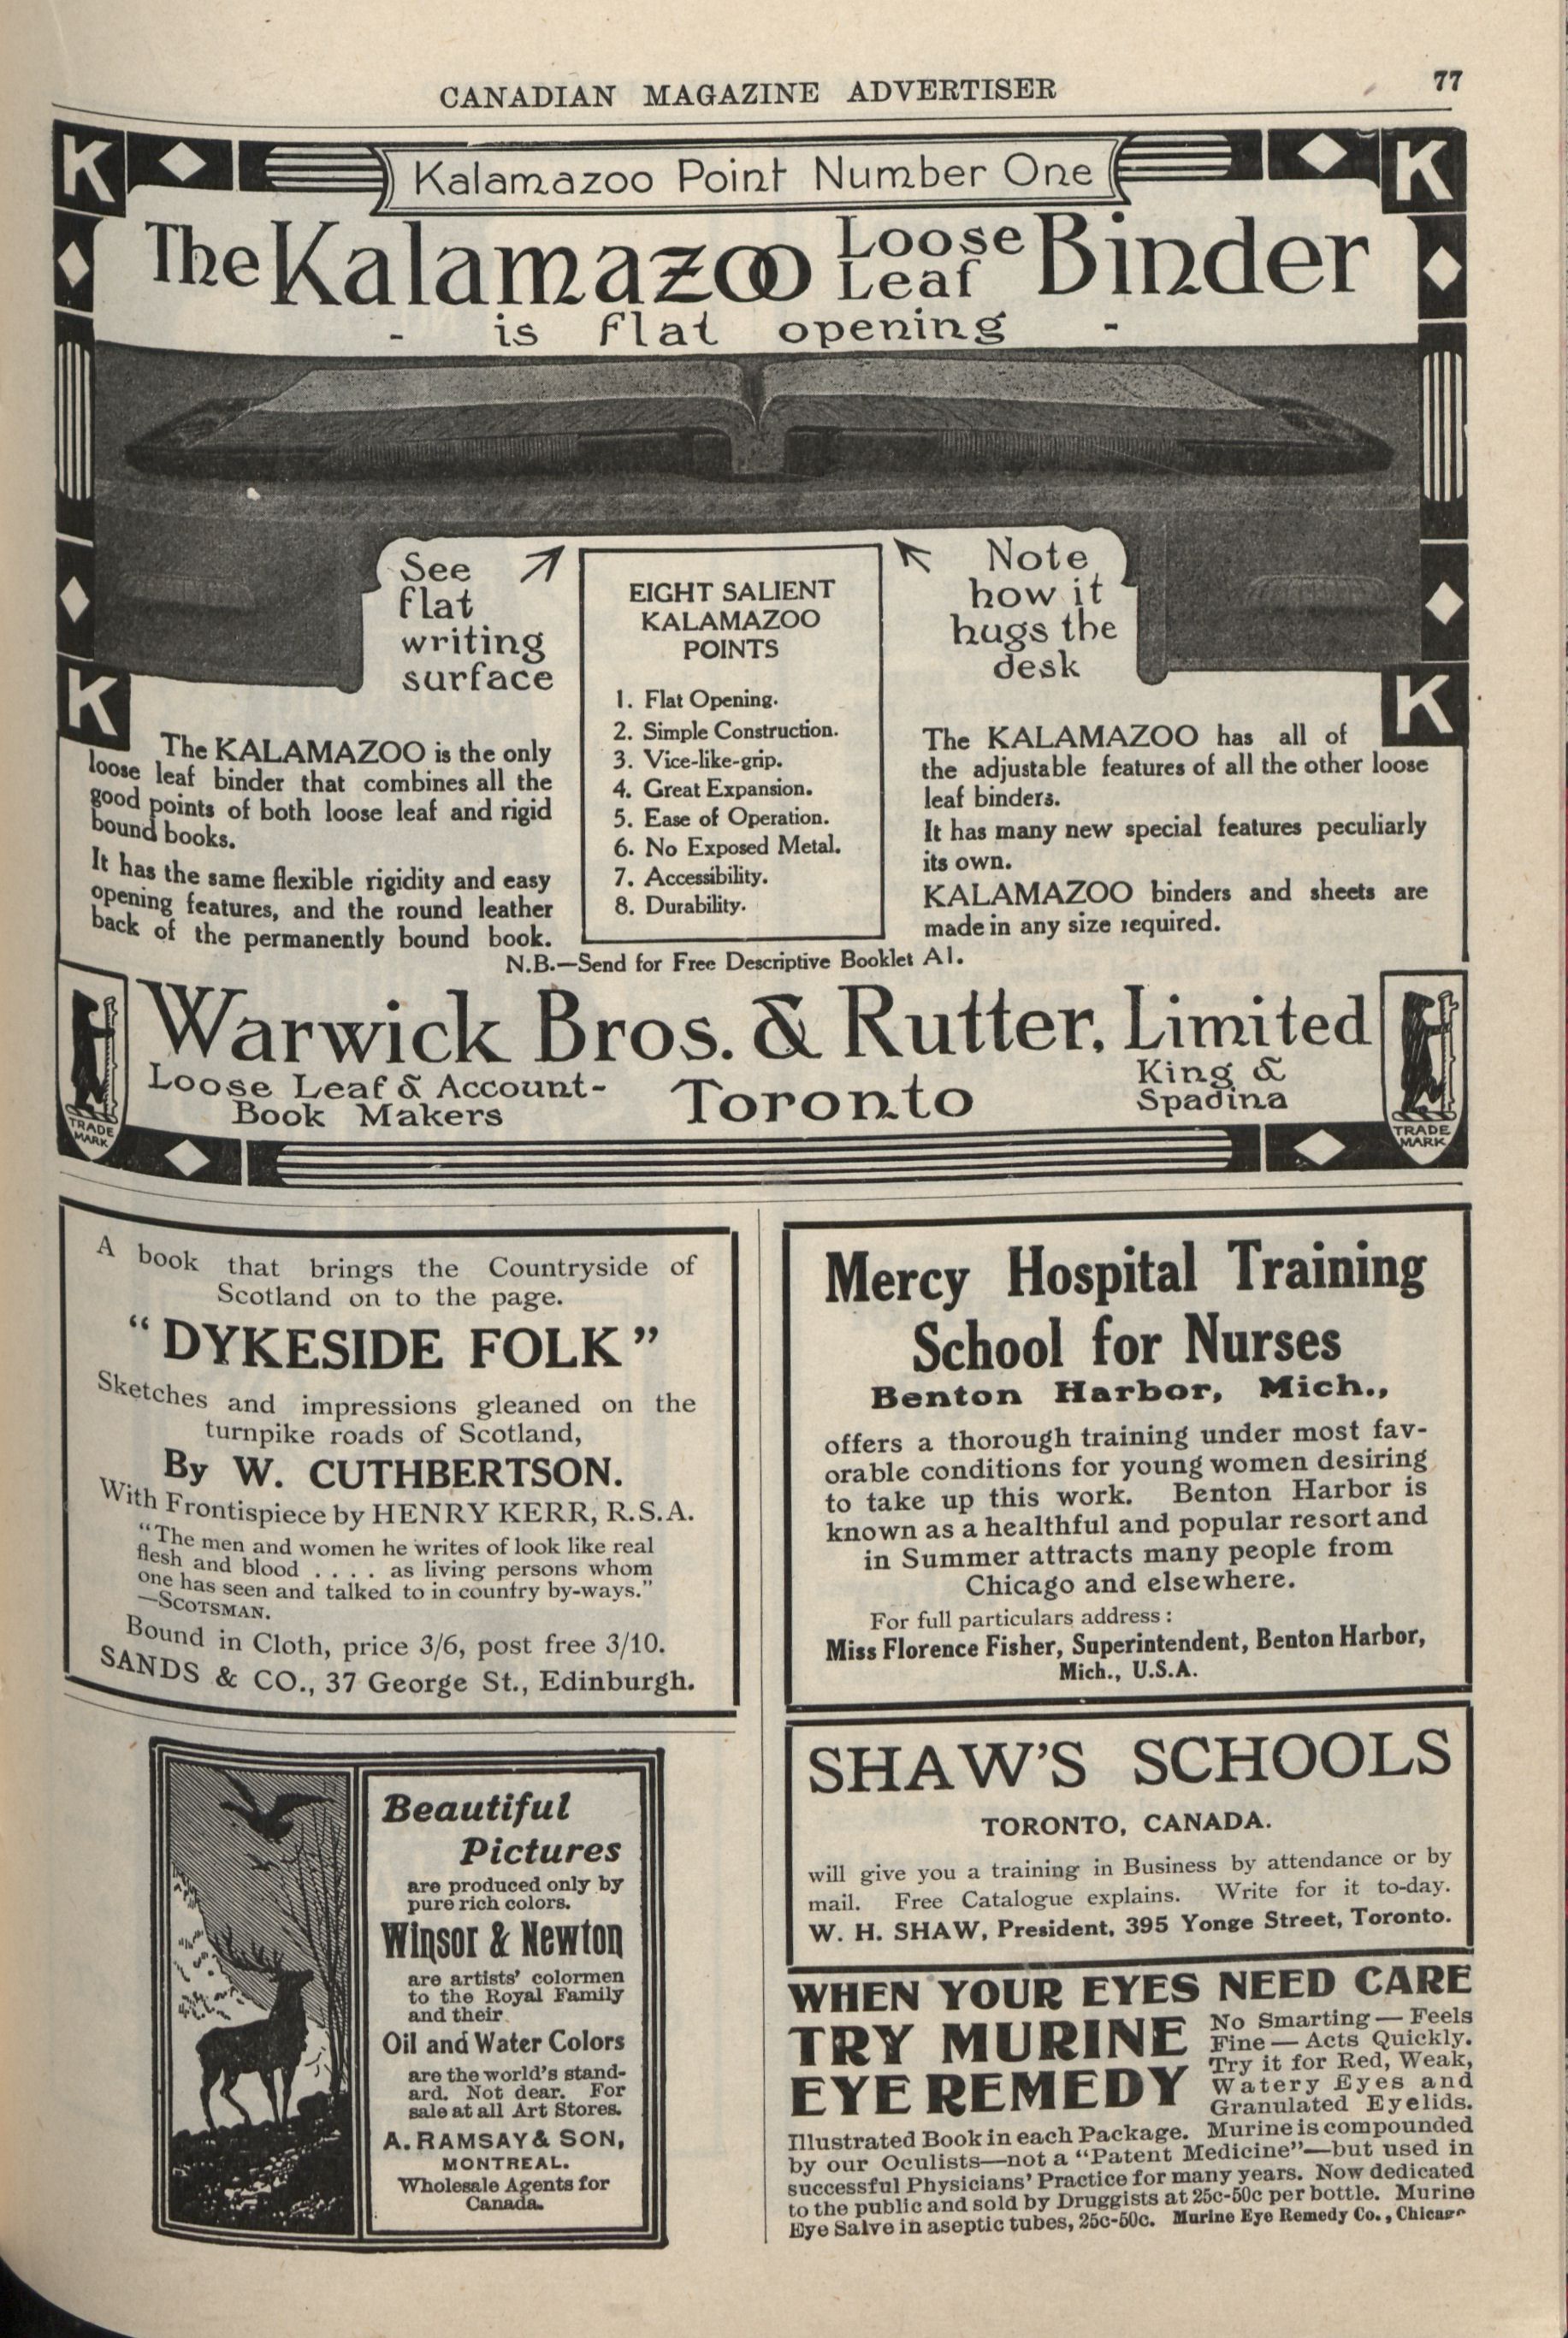 CANADIAN MAGAZINE ADVERTISER
77
K
K
Kalamazoo Point Number One
The Kalamazoo Loose Leaf Binder
- is flat opening -
See
flat
writing
surface
Note
how it
hugs the
desk
EIGHT SALIENT
KALAMAZOO
POINTS
1. Flat Opening.
2. Simple Construction.
3. Vice-like-grip.
4. Great Expansion.
5. Ease of Operation.
6. No Exposed Metal.
7. Accessibility.
8. Durability.
K
K
The KALAMAZOO is the only
loose leaf binder that combines all the
good points of both loose leaf and rigid
bound books.
It has the same flexible rigidity and easy
opening features, and the round leather
back of the permanently bound book.
The KALAMAZOO has all of
the adjustable features of all the other loose
leaf binders.
It has many new special features peculiarly
its own.
KALAMAZOO binders and sheets are
made in any size required.
N.B.—Send for Free Descriptive Booklet A1.
Warwick Bros. & Rutter, Limited
Loose Leaf & Account-
Book Makers
Toronto
King &
Spadina
TRADE
MARK
TRADE
MARK
A book that brings the Countryside of
Scotland on to the page.
"DYKESIDE FOLK"
Sketches and impressions gleaned on the
turnpike roads of Scotland,
By W. CUTHBERTSON.
With Frontispiece by HENRY KERR, R.S.A.
"The men and women he writes of look like real
flesh and blood . . . . as living persons whom
one has seen and talked to in country by-ways."
—SCOTSMAN.
Bound in Cloth, price 3/6, post free 3/10.
SANDS & CO., 37 George St., Edinburgh.
Beautiful
Pictures
are produced only by
pure rich colors.
Winsor & Newton
are artists' colormen
to the Royal Family
and their
Oil and Water Colors
are the world's stand-
ard. Not dear. For
sale at all Art Stores.
A. RAMSAY & SON,
MONTREAL.
Wholesale Agents for
Canada.
Mercy Hospital Training
School for Nurses
Benton Harbor, Mich.,
offers a thorough training under most fav-
orable conditions for young women desiring
to take up this work. Benton Harbor is
known as a healthful and popular resort and
in Summer attracts many people from
Chicago and elsewhere.
For full particulars address:
Miss Florence Fisher, Superintendent, Benton Harbor,
Mich., U.S.A.
SHAW'S SCHOOLS
TORONTO, CANADA.
will give you a training in Business by attendance or by
mail. Free Catalogue explains. Write for it to-day.
W. H. SHAW, President, 395 Yonge Street, Toronto.
WHEN YOUR EYES NEED CARE
TRY MURINE
EYE REMEDY
No Smarting — Feels
Fine — Acts Quickly.
Try it for Red, Weak,
Watery Eyes and
Granulated Eyelids.
Illustrated Book in each Package. Murine is compounded
by our Oculists—not a "Patent Medicine"—but used in
successful Physicians' Practice for many years. Now dedicated
to the public and sold by Druggists at 25c-50c per bottle. Murine
Eye Salve in aseptic tubes, 25c-50c. Murine Eye Remedy Co., Chicago